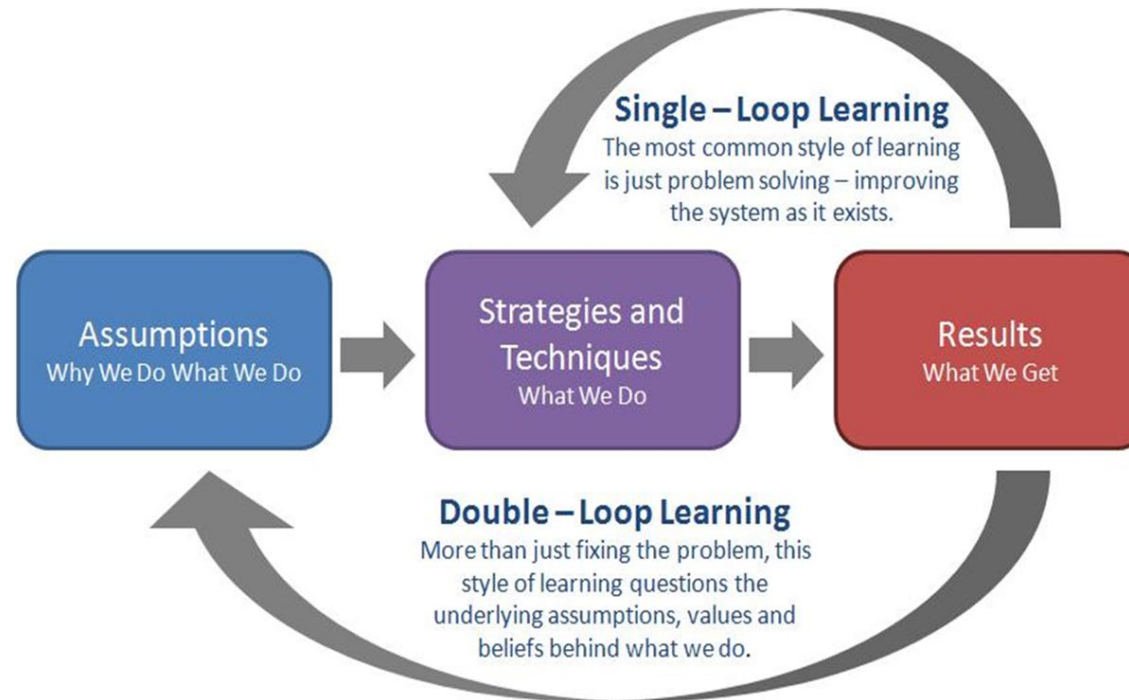 Single – Loop Learning
The most common style of learning
is just problem solving – improving
the system as it exists.
Assumptions
Why We Do What We Do
Strategies and
Techniques
What We Do
Results
What We Get
Double – Loop Learning
More than just fixing the problem, this
style of learning questions the
underlying assumptions, values and
beliefs behind what we do.